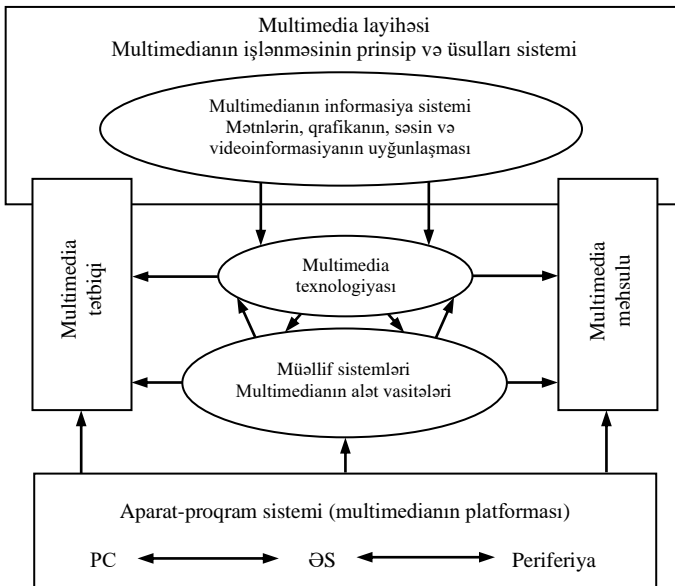 Multimedia layihəsi
Multimedianın işlənməsinin prinsip və üsulları sistemi
Multimedianın informasiya sistemi
Mətnlərin, qrafikanın, səsin və
videoinformasiyanın uyğunlaşması
Multimedia
tətbiqi
Multimedia
texnologiyası
Multimedia
məhsulu
Müəllif sistemləri
Multimedianın alət vasitələri
Aparat-proqram sistemi (multimedianın platforması)
PC ƏS Periferiya